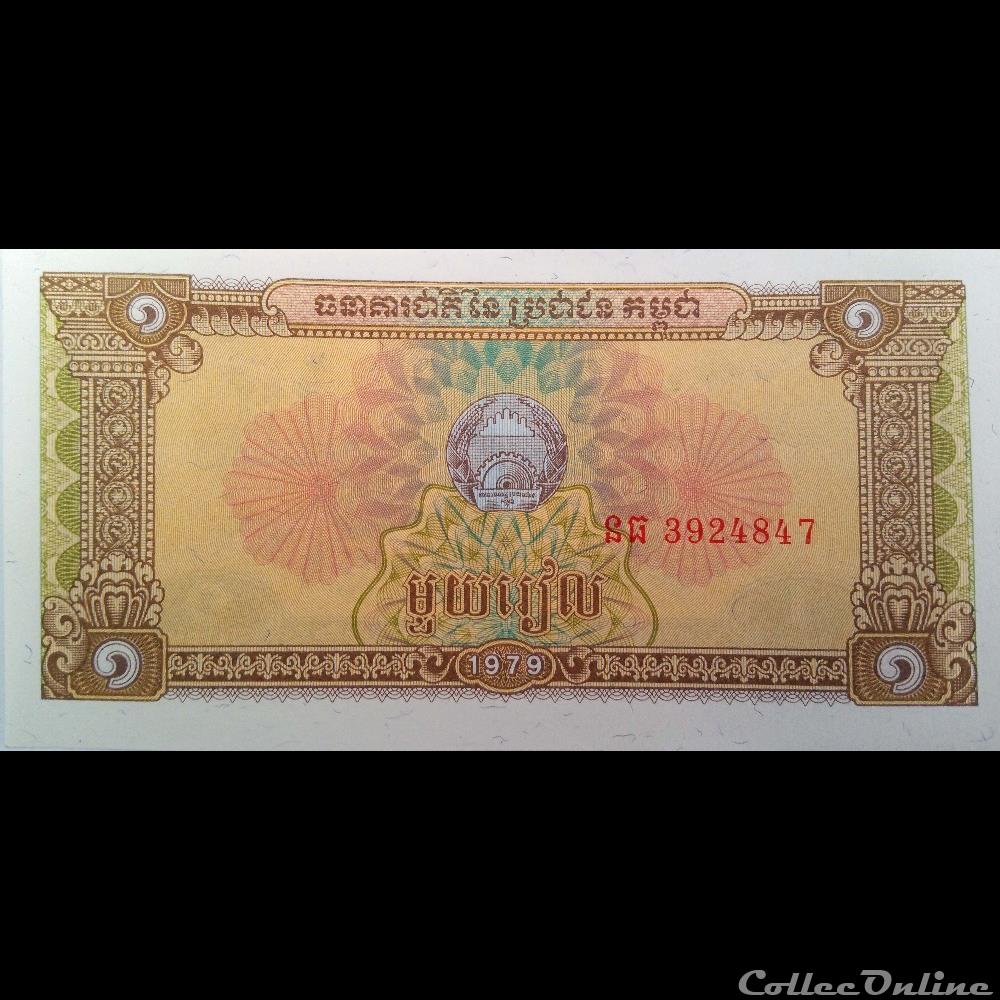 ធនាគារជាតិ នៃ ប្រជាជន កម្ពុជា
១ ១
នធ 3924847
មួយរៀល
១ 1979 ១
ColleeOnline